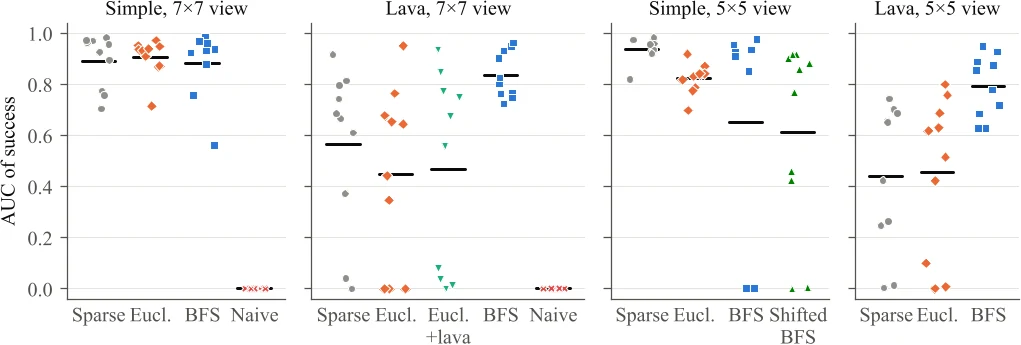 Simple, 7×7 view
Lava, 7×7 view
Simple, 5×5 view
Lava, 5×5 view
AUC of success
1.0
0.8
0.6
0.4
0.2
0.0
Sparse Eucl. BFS Naive
Sparse Eucl. Eucl. +lava BFS Naive
Sparse Eucl. BFS Shifted BFS
Sparse Eucl. BFS